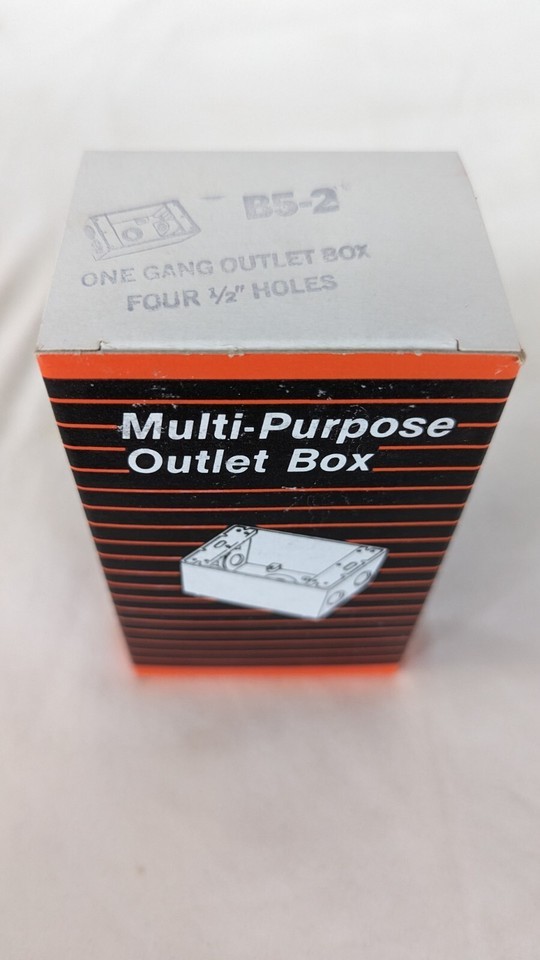 B5-2
ONE GANG OUTLET BOX
FOUR ½" HOLES
Multi-Purpose
Outlet Box